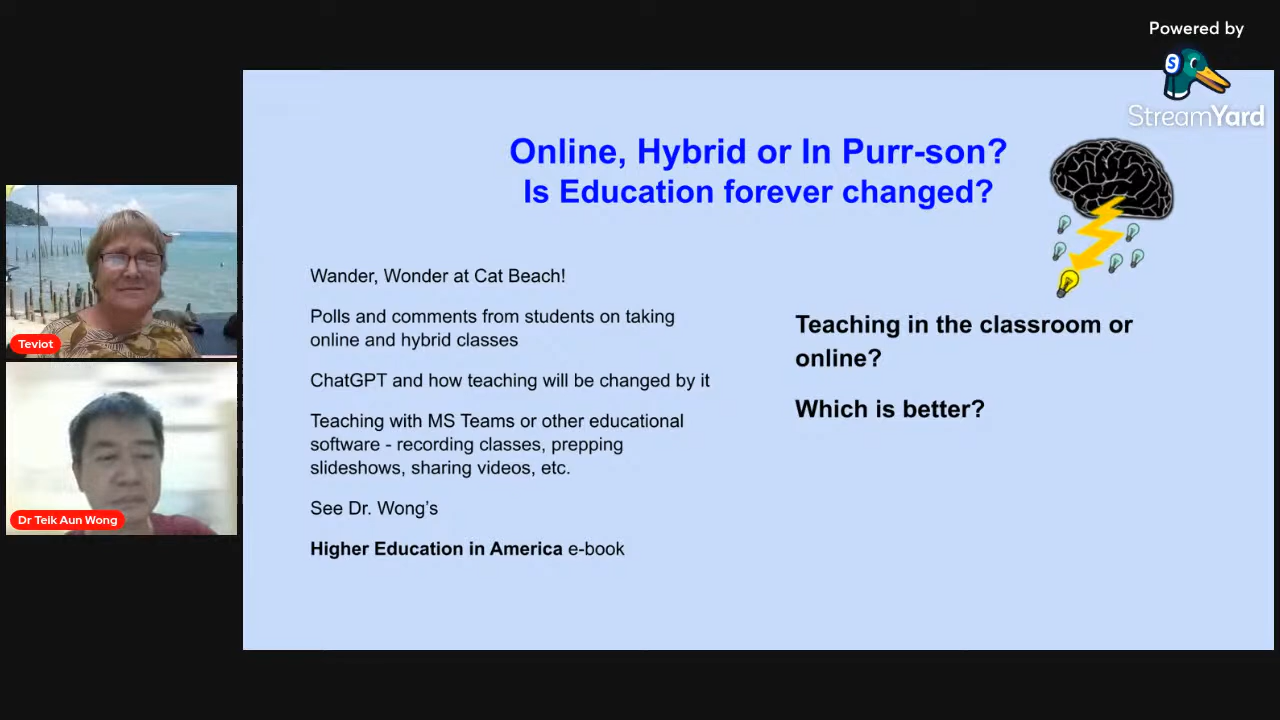 Powered by
S
StreamYard
Online, Hybrid or In Purr-son?
Is Education forever changed?
Wander, Wonder at Cat Beach!
Polls and comments from students on taking
online and hybrid classes
ChatGPT and how teaching will be changed by it
Teaching with MS Teams or other educational
software - recording classes, prepping
slideshows, sharing videos, etc.
See Dr. Wong’s
Higher Education in America e-book
Teaching in the classroom or
online?
Which is better?
Teviot
Dr Teik Aun Wong